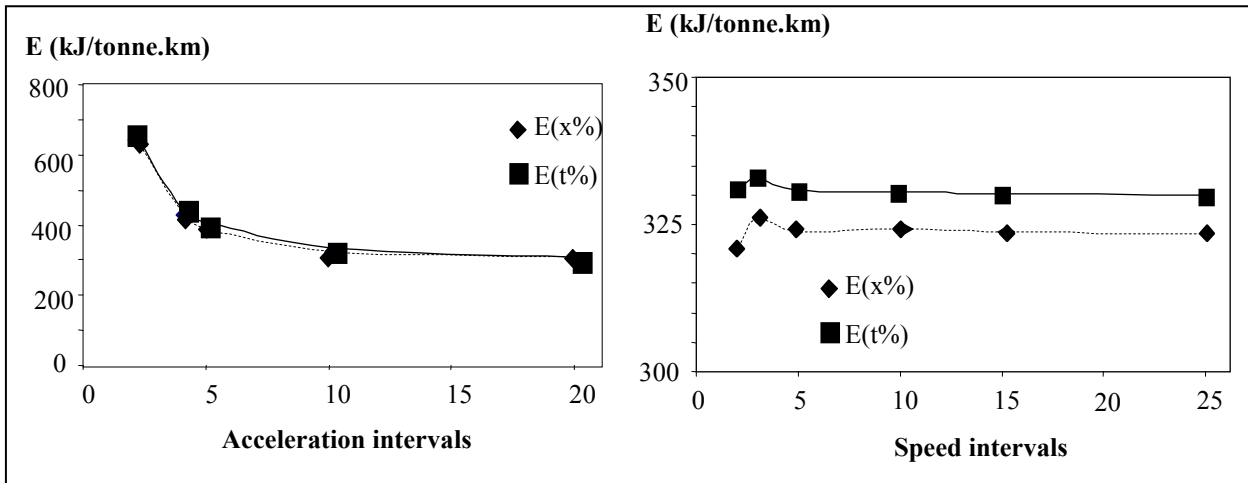 E (kJ/tonne.km)
800
600
400
200
0
0 5 10 15 20
Acceleration intervals
E(x%)
E(t%)
E (kJ/tonne.km)
350
325
300
0 5 10 15 20 25
Speed intervals
E(x%)
E(t%)